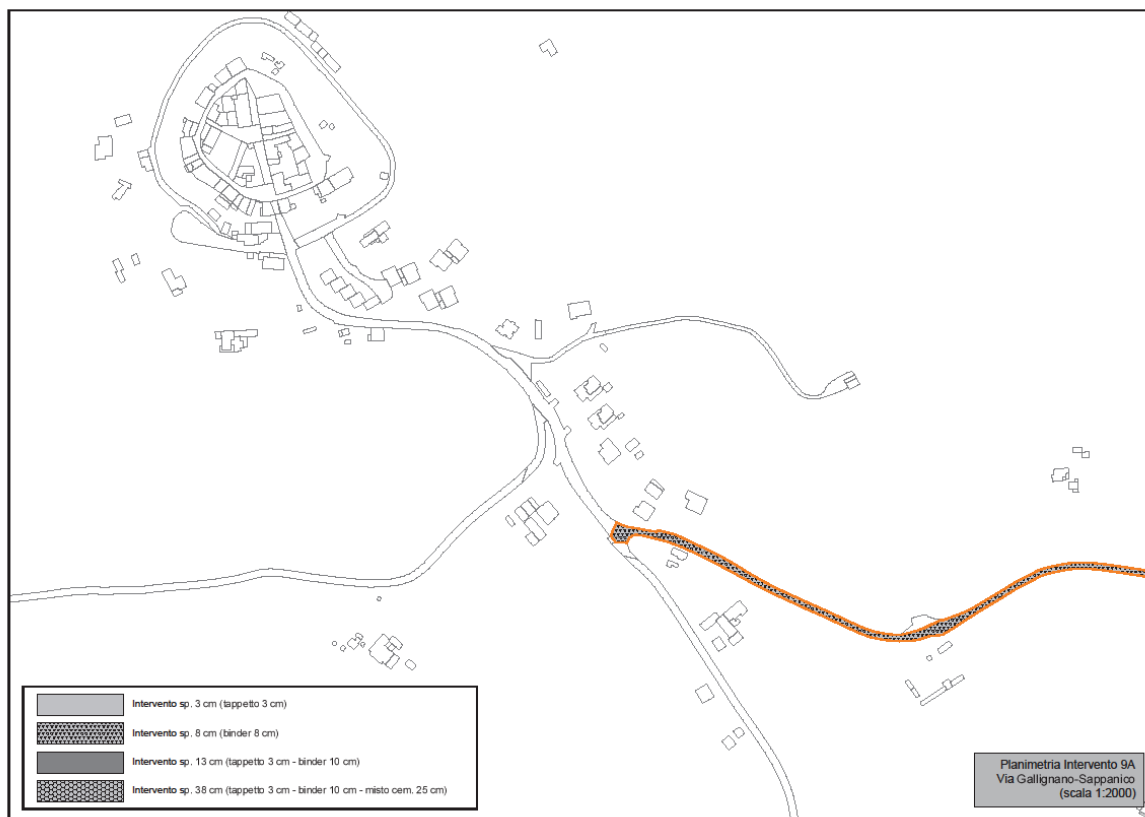 Intervento sp. 3 cm (tappetto 3 cm)
Intervento sp. 8 cm (binder 8 cm)
Intervento sp. 13 cm (tappetto 3 cm - binder 10 cm)
Intervento sp. 38 cm (tappetto 3 cm - binder 10 cm - misto cem. 25 cm)
Planimetria Intervento 9A
Via Gallignano-Sappanico
(scala 1:2000)